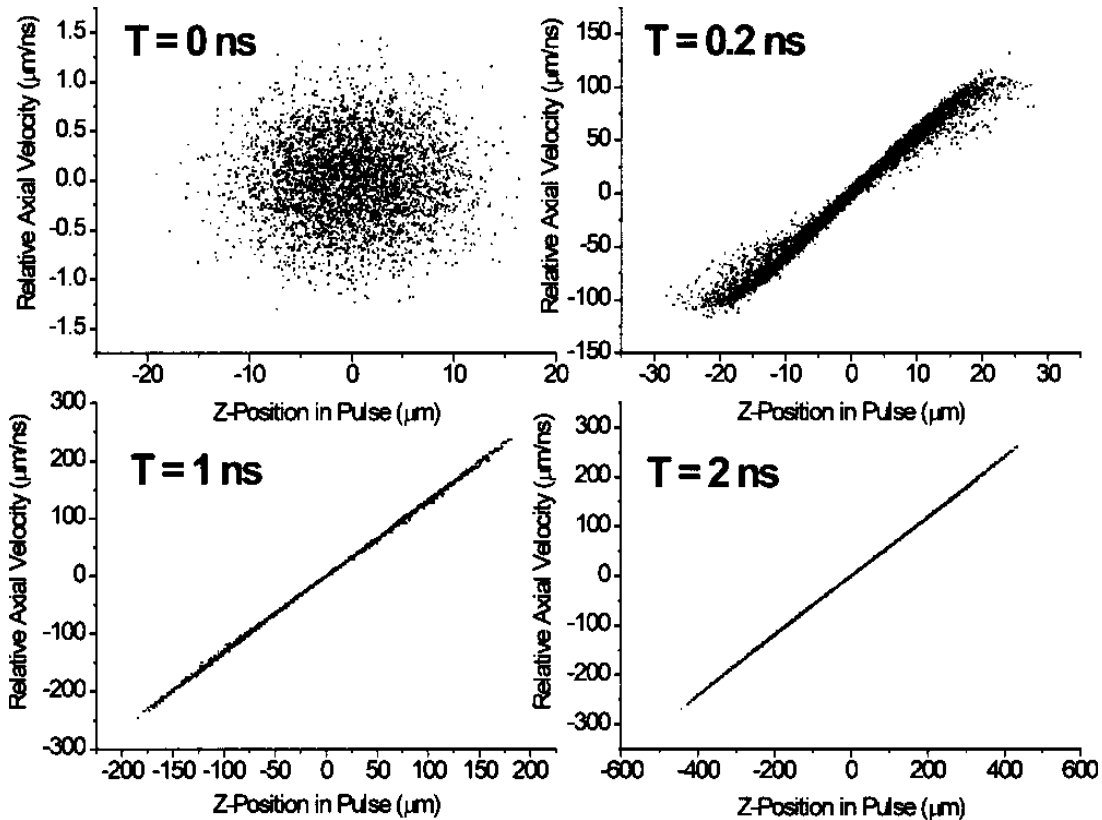 T = 0 ns
Relative Axial Velocity (μm/ns)
1.5
1.0
0.5
0.0
-0.5
-1.0
-1.5
-20 -10 0 10 20
Z-Position in Pulse (μm)
T = 0.2 ns
Relative Axial Velocity (μm/ns)
150
100
50
0
-50
-100
-150
-30 -20 -10 0 10 20 30
Z-Position in Pulse (μm)
T = 1 ns
Relative Axial Velocity (μm/ns)
300
200
100
0
-100
-200
-300
-200 -150 -100 -50 0 50 100 150 200
Z-Position in Pulse (μm)
T = 2 ns
Relative Axial Velocity (μm/ns)
300
200
100
0
-100
-200
-300
-600 -400 -200 0 200 400 600
Z-Position in Pulse (μm)